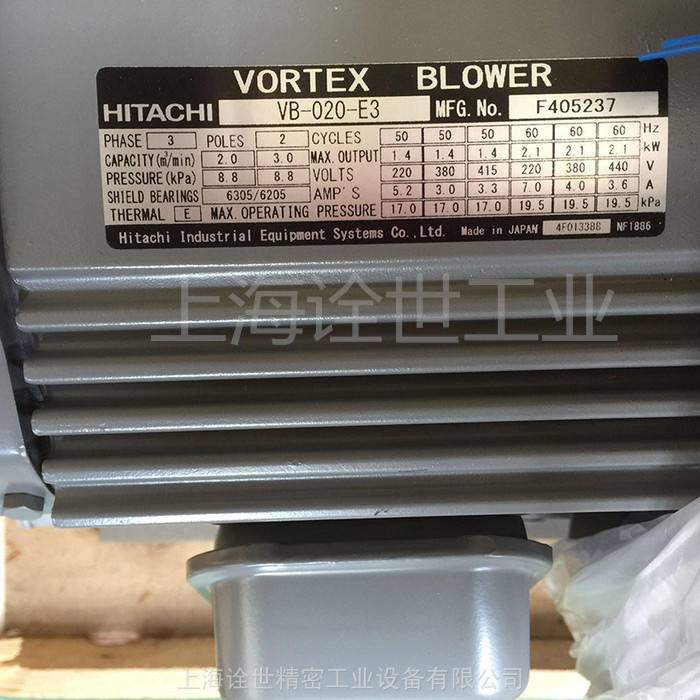 VORTEX BLOWER
HITACHI VB-020-E3 MFG.No. F405237
PHASE 3 POLES 2 CYCLES 50 50 50 60 60 60 Hz
CAPACITY(m³/min) 2.0 3.0 MAX.OUTPUT 1.4 1.4 1.4 2.1 2.1 2.1 kW
PRESSURE(kPa) 8.8 8.8 VOLTS 220 380 415 220 380 440 V
SHIELD BEARINGS 6305/6205 AMP'S 5.2 3.0 3.3 7.0 4.0 3.6 A
THERMAL E MAX.OPERATING PRESSURE 17.0 17.0 17.0 19.5 19.5 19.5 kPa
Hitachi Industrial Equipment Systems Co.,Ltd. Made in JAPAN 4F013388 NF1886
上海诠世工业
上海诠世精密工业设备有限公司